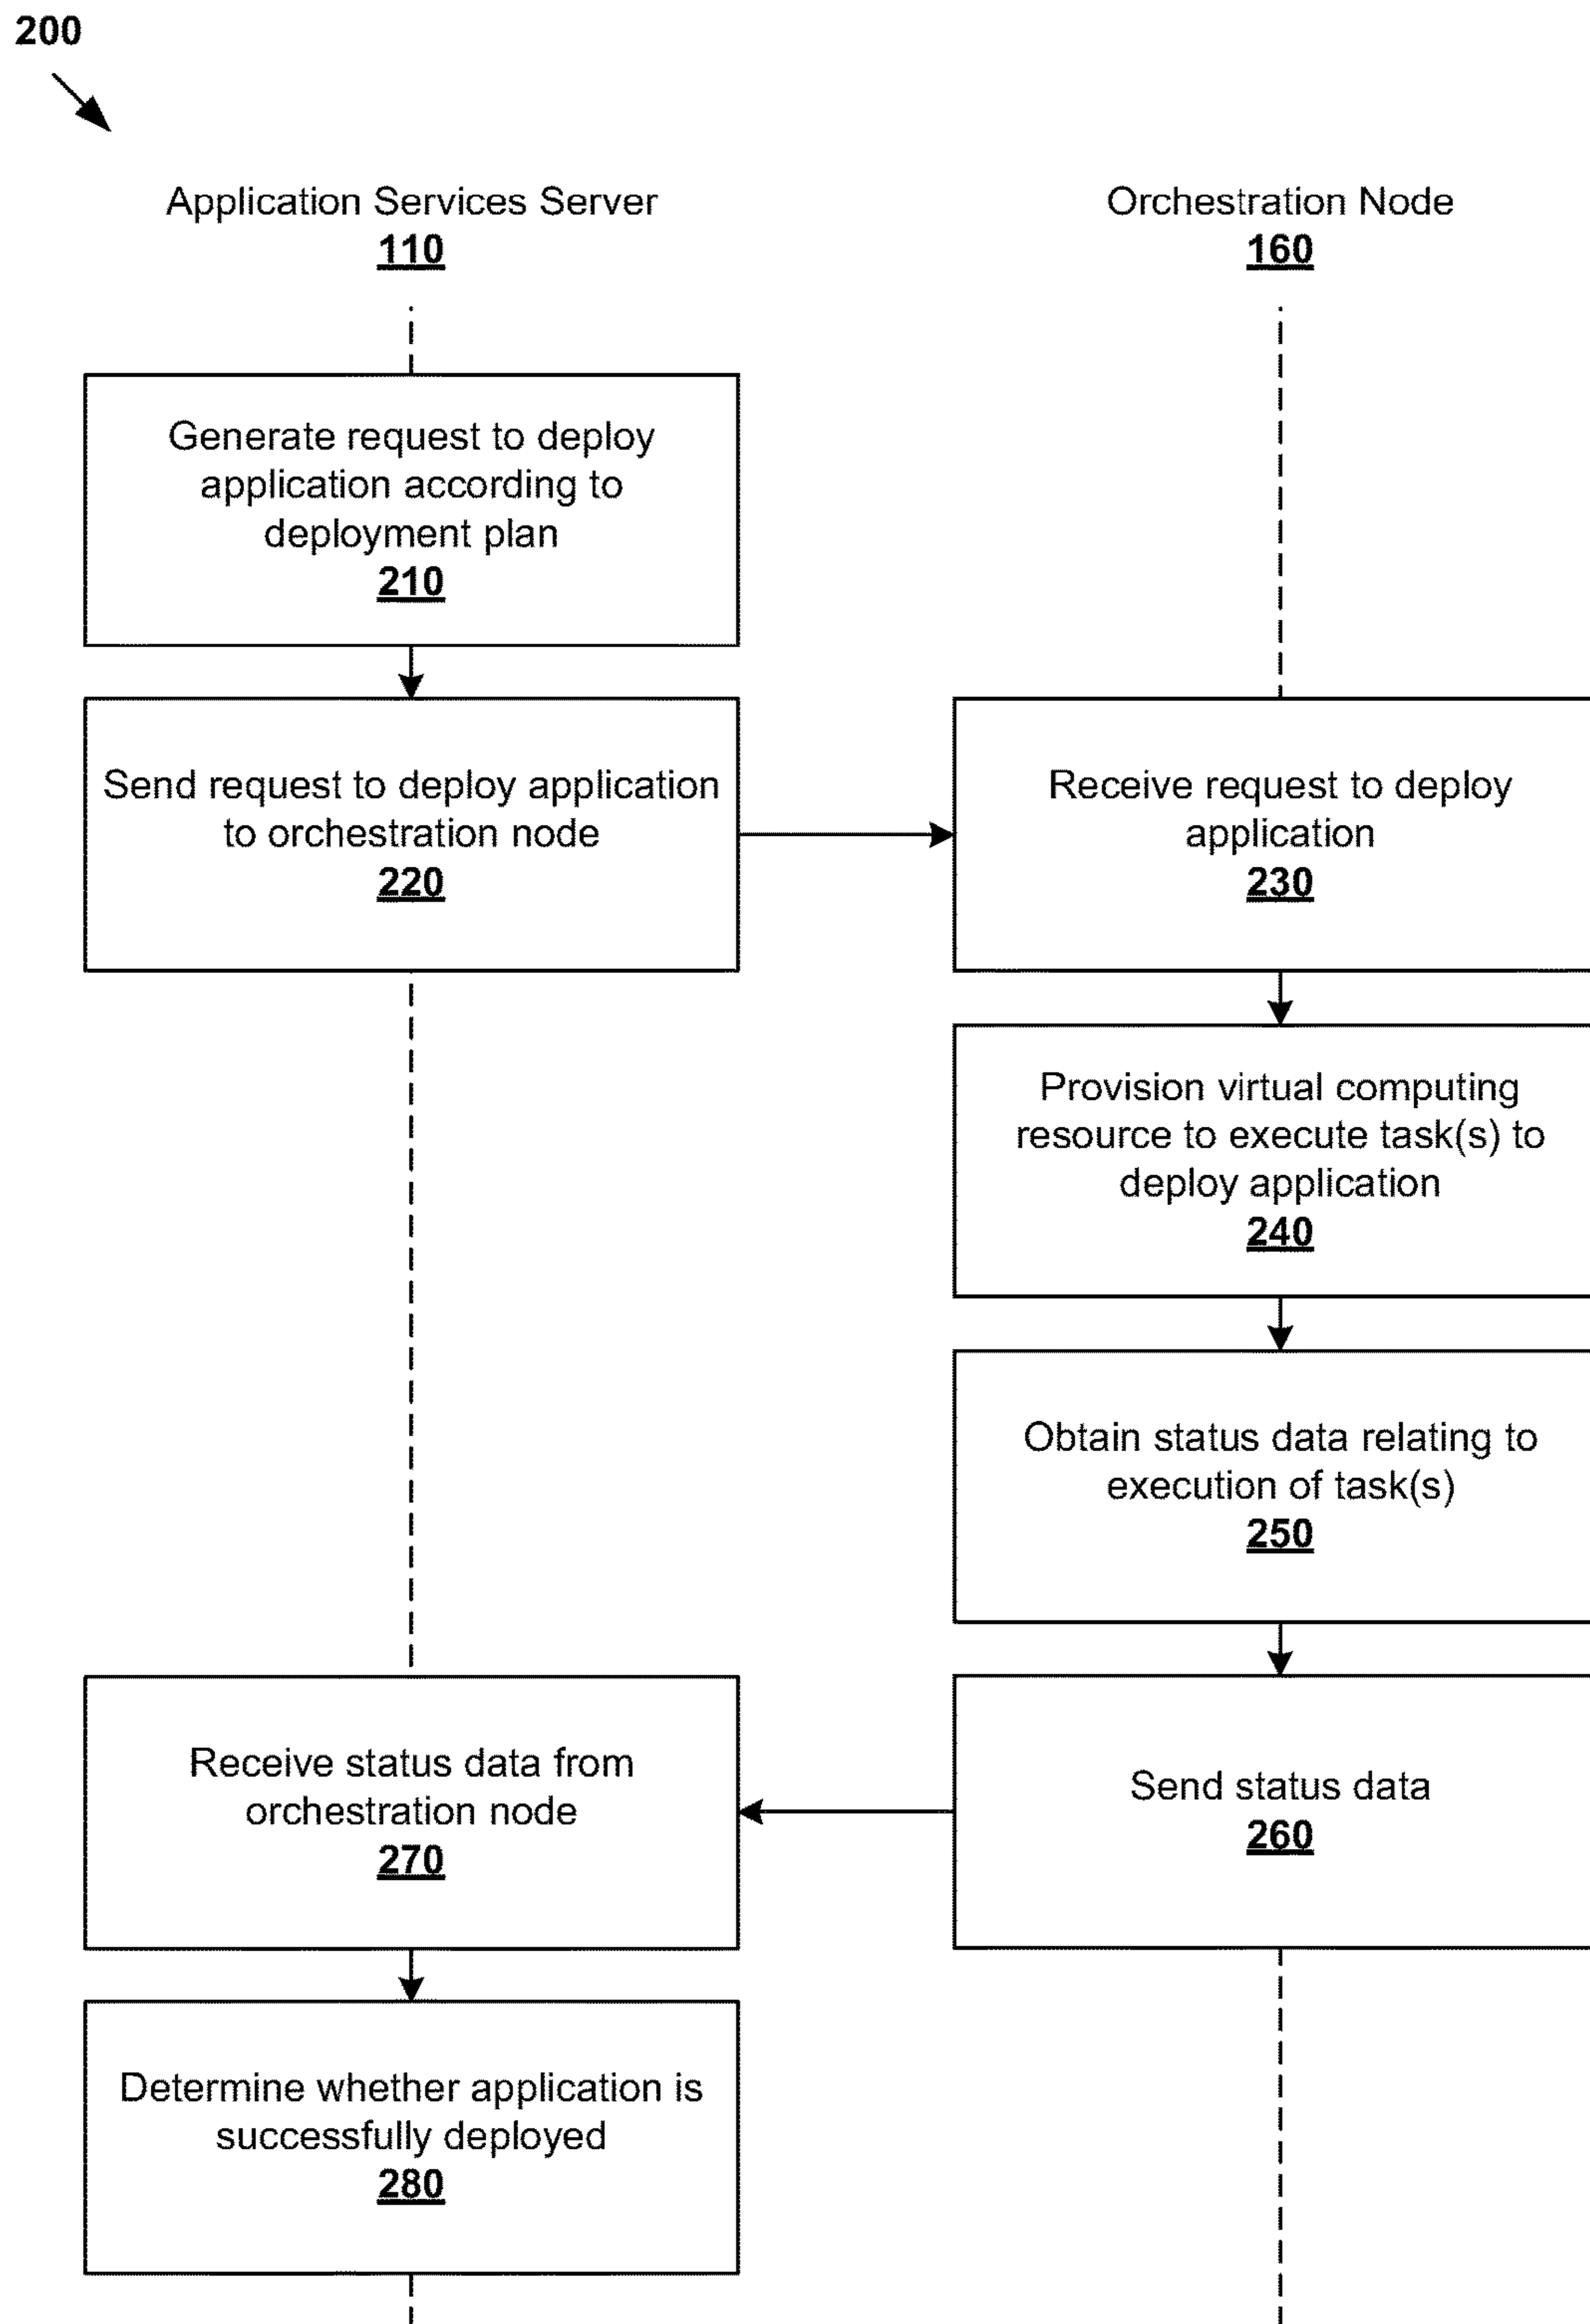 200
Application Services Server
110
Orchestration Node
160
Generate request to deploy
application according to
deployment plan
210
Send request to deploy application
to orchestration node
220
Receive request to deploy
application
230
Provision virtual computing
resource to execute task(s) to
deploy application
240
Obtain status data relating to
execution of task(s)
250
Send status data
260
Receive status data from
orchestration node
270
Determine whether application is
successfully deployed
280